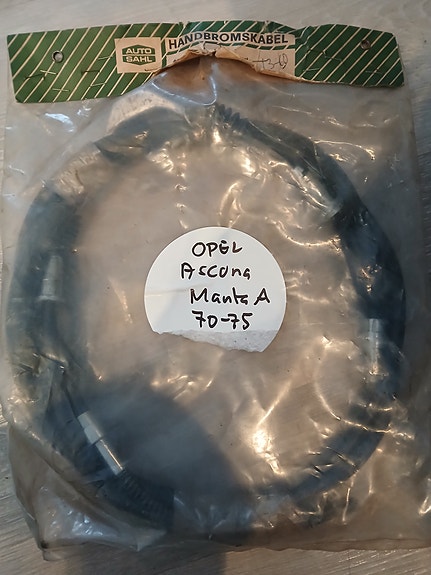 AUTO
SAHL
HANDBROMSKABEL
OPEL
Ascona
Manta A
70-75